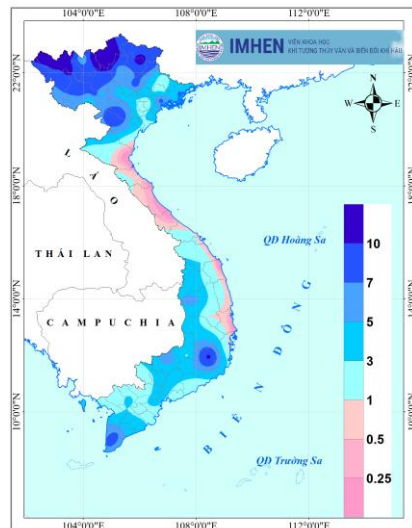 104°0'0"E 108°0'0"E 112°0'0"E
IMHEN VIỆN KHOA HỌC
KHÍ TƯỢNG THỦY VĂN VÀ BIẾN ĐỔI KHÍ HẬU
22°0'0"N
N
W E
S
LÀO
18°0'0"N
QĐ Hoàng Sa
THÁI LAN
10
7
14°0'0"N
CAMPUCHIA
5
3
BIỂN ĐÔNG
1
10°0'0"N
0.5
QĐ Trường Sa
0.25
104°0'0"E 108°0'0"E 112°0'0"E